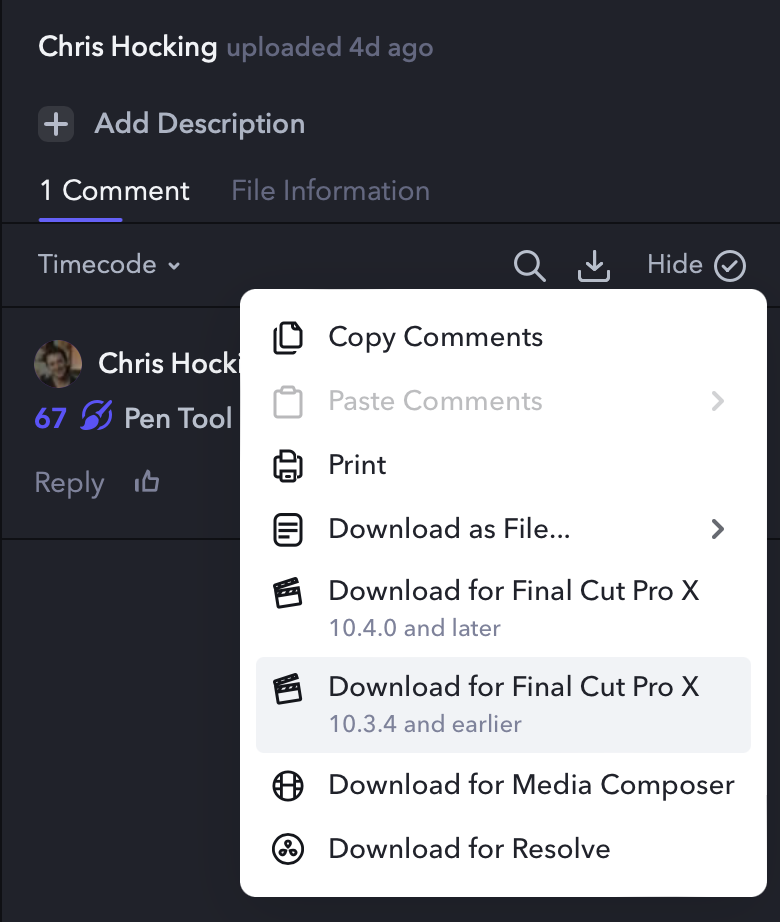 Chris Hocking uploaded 4d ago
Add Description
1 Comment File Information
Timecode Hide
Copy Comments
Chris Hocki
Paste Comments
67 Pen Tool
Print
Reply
Download as File...
Download for Final Cut Pro X
10.4.0 and later
Download for Final Cut Pro X
10.3.4 and earlier
Download for Media Composer
Download for Resolve